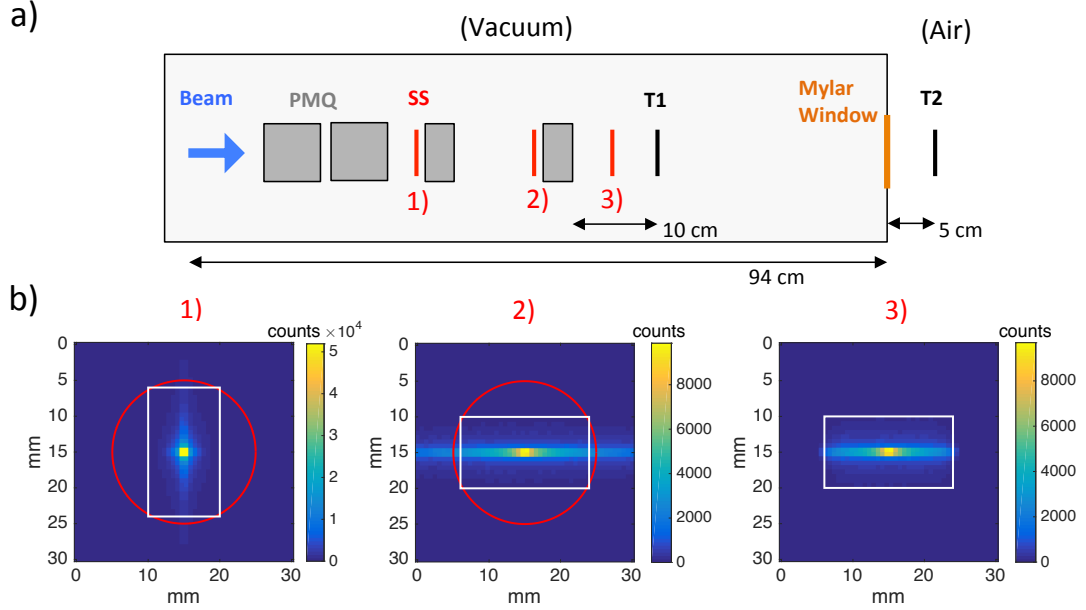 a)
(Vacuum)
(Air)
Beam
PMQ
SS
T1
Mylar
Window
T2
1)
2)
3)
10 cm
5 cm
94 cm
b)
1)
2)
3)
counts ×10⁴
counts
counts
0
5
10
15
20
25
30
mm
0
10
20
30
mm
5
4
3
2
1
0
0
5
10
15
20
25
30
mm
0
10
20
30
mm
8000
6000
4000
2000
0
0
5
10
15
20
25
30
mm
0
10
20
30
mm
8000
6000
4000
2000
0